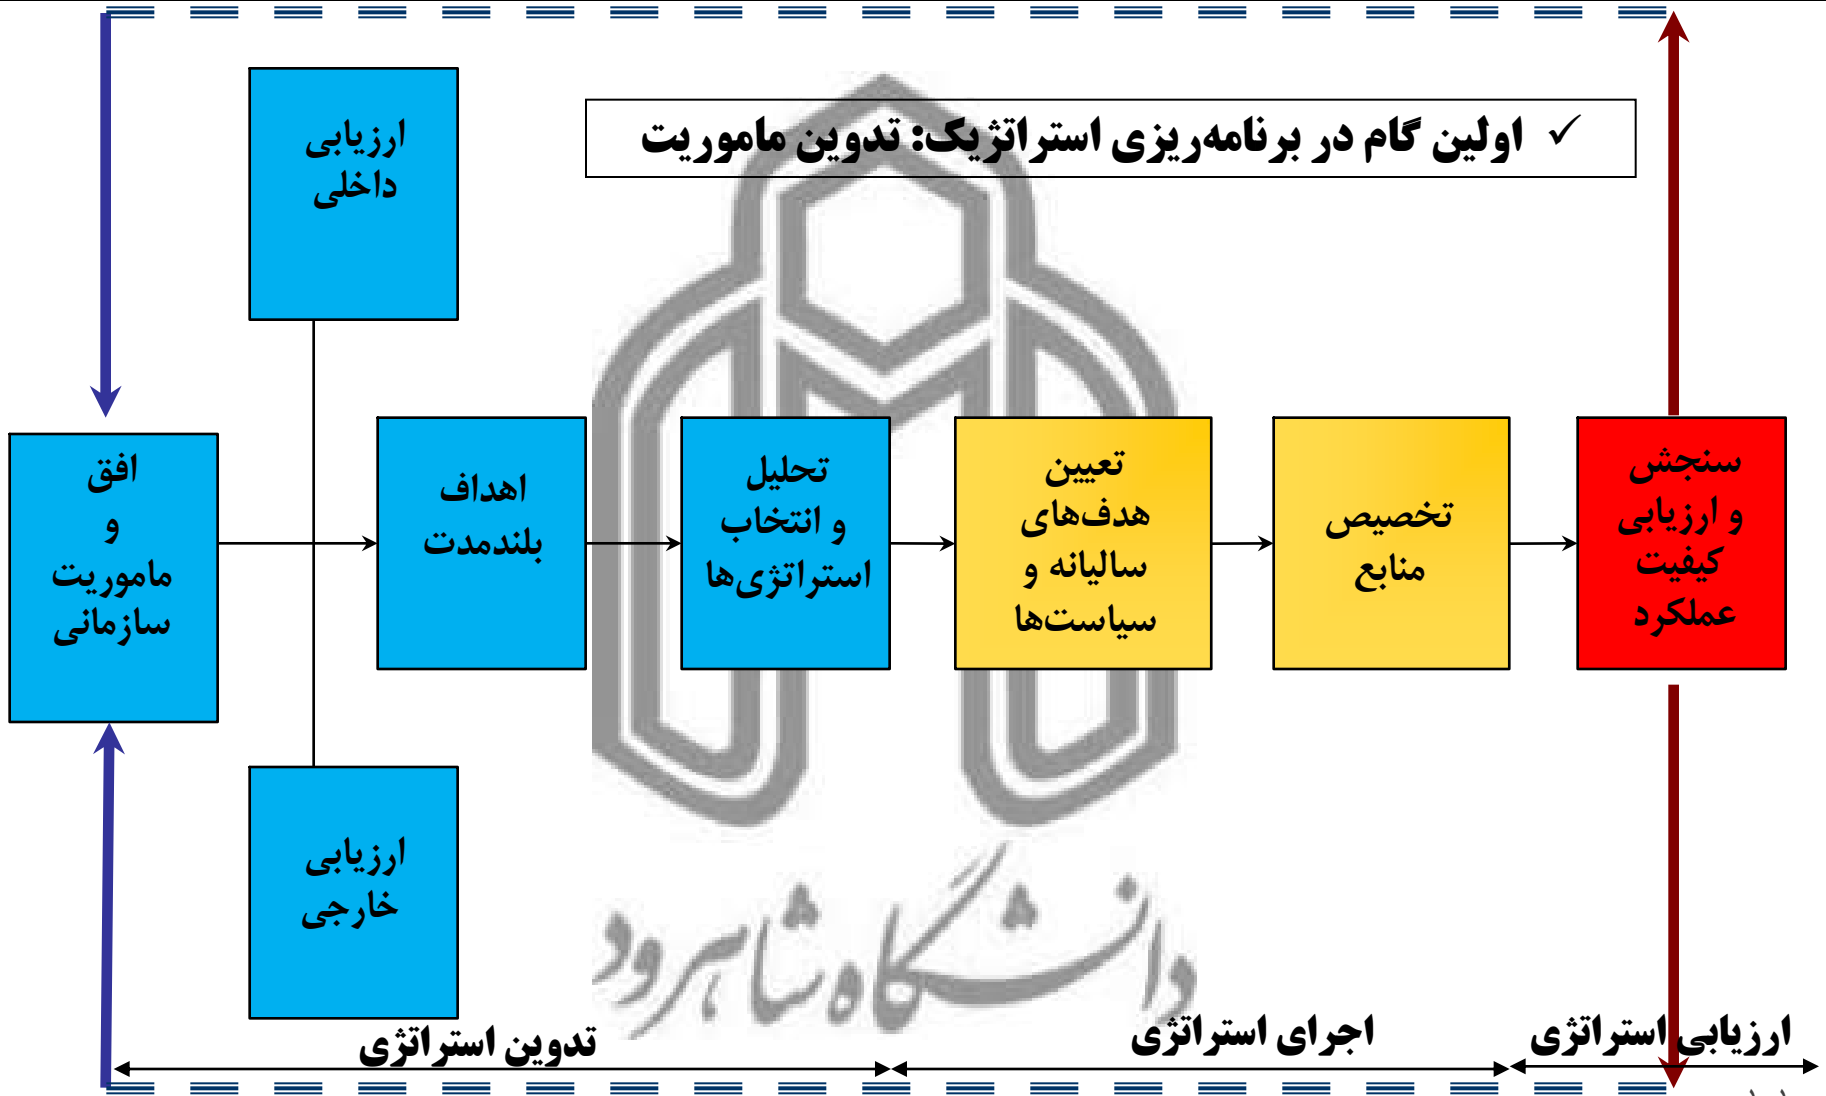 ✓ اولین گام در برنامه‌ریزی استراتژیک: تدوین ماموریت
ارزیابی
داخلی
افق
و
ماموریت
سازمانی
اهداف
بلندمدت
تحلیل
و انتخاب
استراتژی‌ها
تعیین
هدف‌های
سالیانه و
سیاست‌ها
تخصیص
منابع
سنجش
و ارزیابی
کیفیت
عملکرد
ارزیابی
خارجی
دانشگاه شاهرود
تدوین استراتژی
اجرای استراتژی
ارزیابی استراتژی